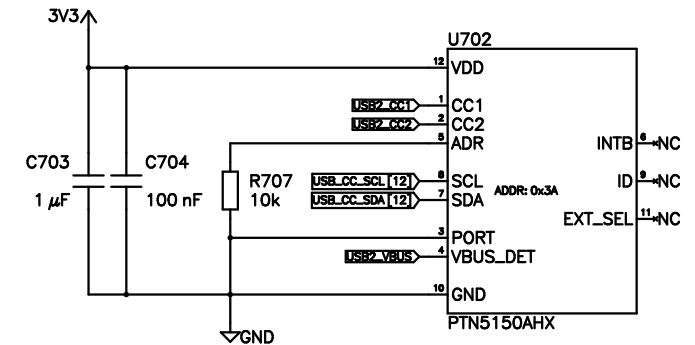 3V3
U702
12 VDD
USB2_CC1 1 CC1
USB2_CC2 2 CC2
5 ADR
INTB 6 NC
C703
C704
R707
USB_CC_SCL [12] 8 SCL
ID 9 NC
ADDR: 0x3A
1 µF
100 nF
10k
USB_CC_SDA [12] 7 SDA
EXT_SEL 11 NC
3 PORT
USB2_VBUS 4 VBUS_DET
10 GND
PTN5150AHX
GND